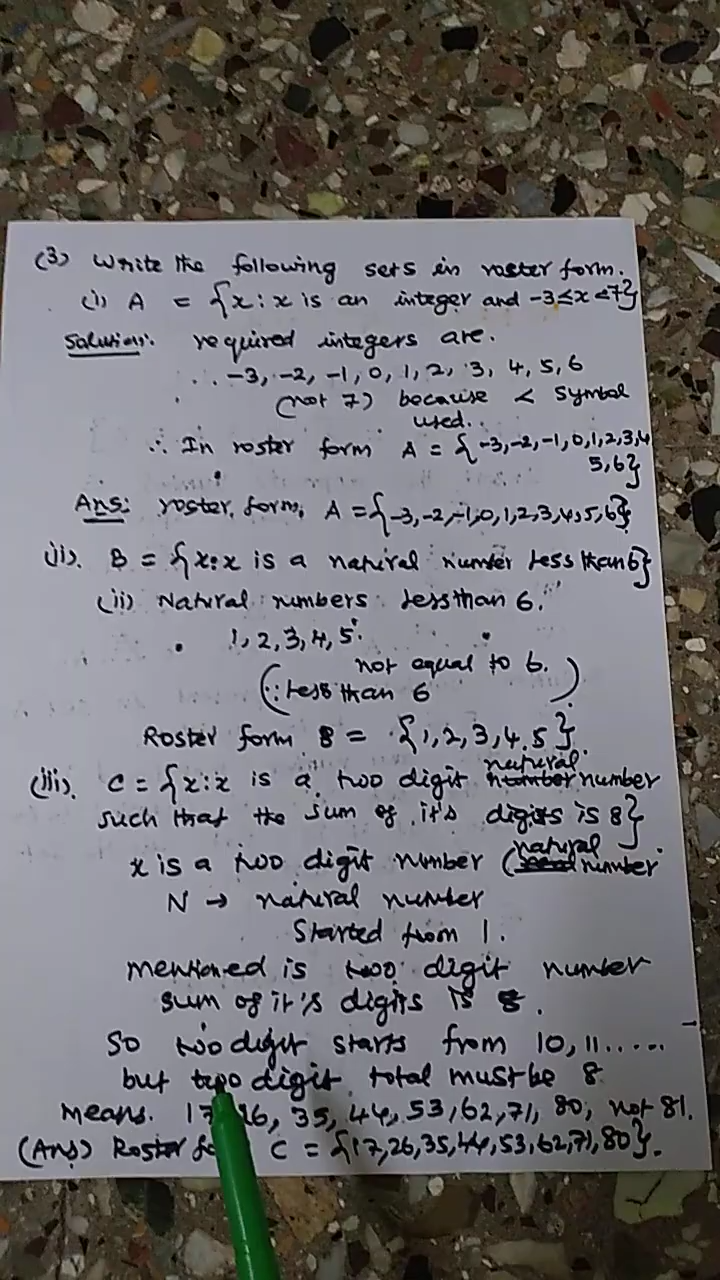 (3) Write the following sets in roster form.
(i) A = {x : x is an integer and -3≤x<7}
Solution: required integers are.
-3, -2, -1, 0, 1, 2, 3, 4, 5, 6
(not 7) because < symbol
used.
∴ In roster form A = {-3,-2,-1,0,1,2,3,4
5,6}
Ans: roster form, A = {-3,-2,-1,0,1,2,3,4,5,6}
(ii). B = {x:x is a natural number less than 6}
(ii) Natural numbers less than 6.
1, 2, 3, 4, 5.
not equal to 6.
(∵ less than 6)
Roster form B = {1,2,3,4.5}.
natural
(iii). C = {x:x is a two digit number
such that the sum of it's digits is 8}
natural
x is a two digit number ( number
N → natural number
Started from 1.
mentioned is two digit number
sum of it's digits is 8.
So two digit starts from 10, 11.....
but two digit total must be 8
means. 17, 26, 35, 44, 53, 62, 71, 80, not 81.
(Ans) Roster C = {17,26,35,44,53,62,71,80}.